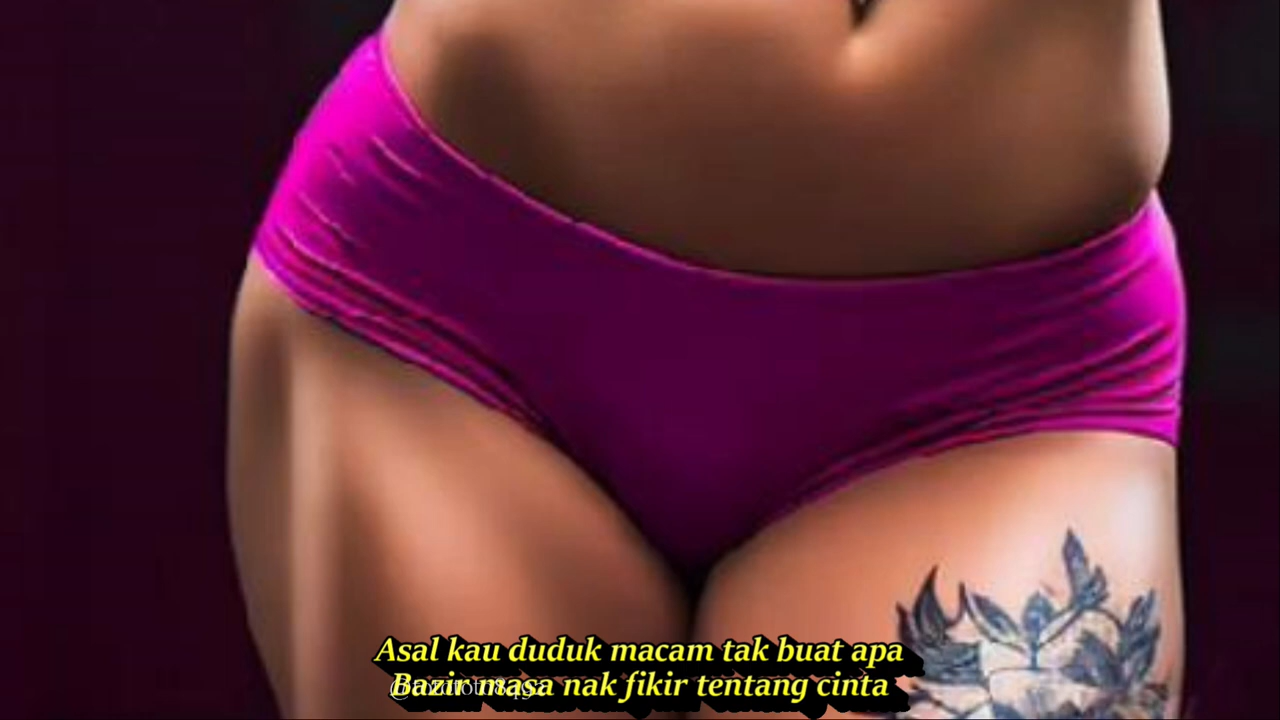 Asal kau duduk macam tak buat apa
Bazir masa nak fikir tentang cinta